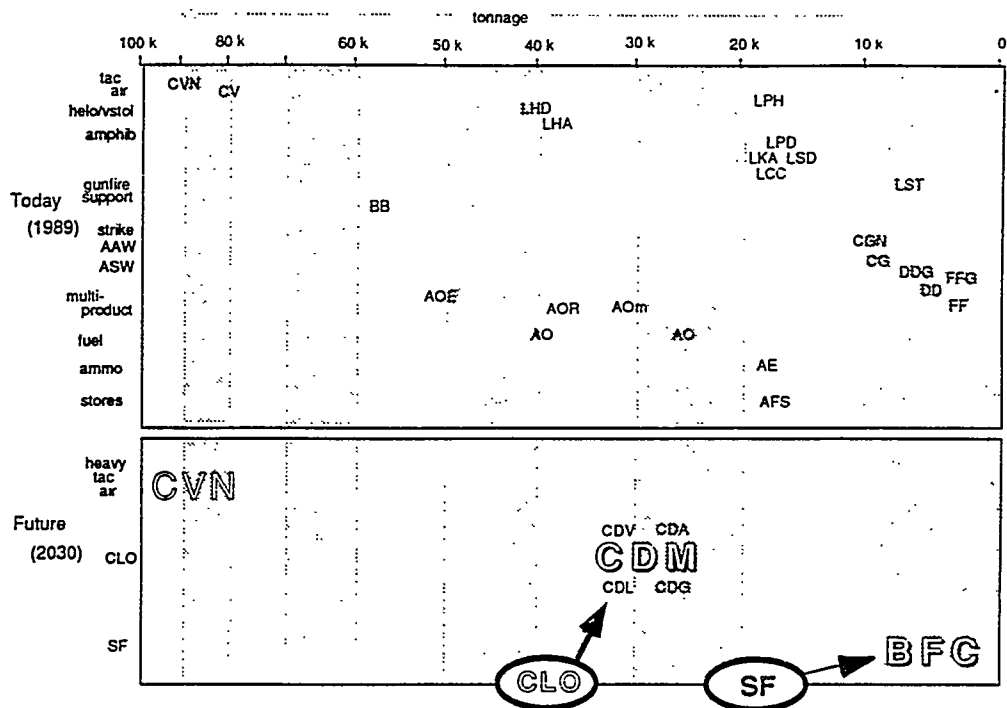 tonnage
100 k 80 k 60 k 40 k 30 k 20 k 10 k 0
tac
air
CVN
CV
helo/vstol
LHD
LPH
LHA
amphib
LPD
LKA LSD
LCC
gunfire
support
LST
Today
(1989)
BB
strike
AAW
CGN
ASW
CG
DDG
FFG
DD
multi-
product
AOE
AOR
AOm
FF
fuel
AO
AO
ammo
AE
stores
AFS
heavy
tac
air
CVN
Future
(2030)
CLO
CDV CDA
CDM
CDL CDG
SF
BFC
CLO
SF